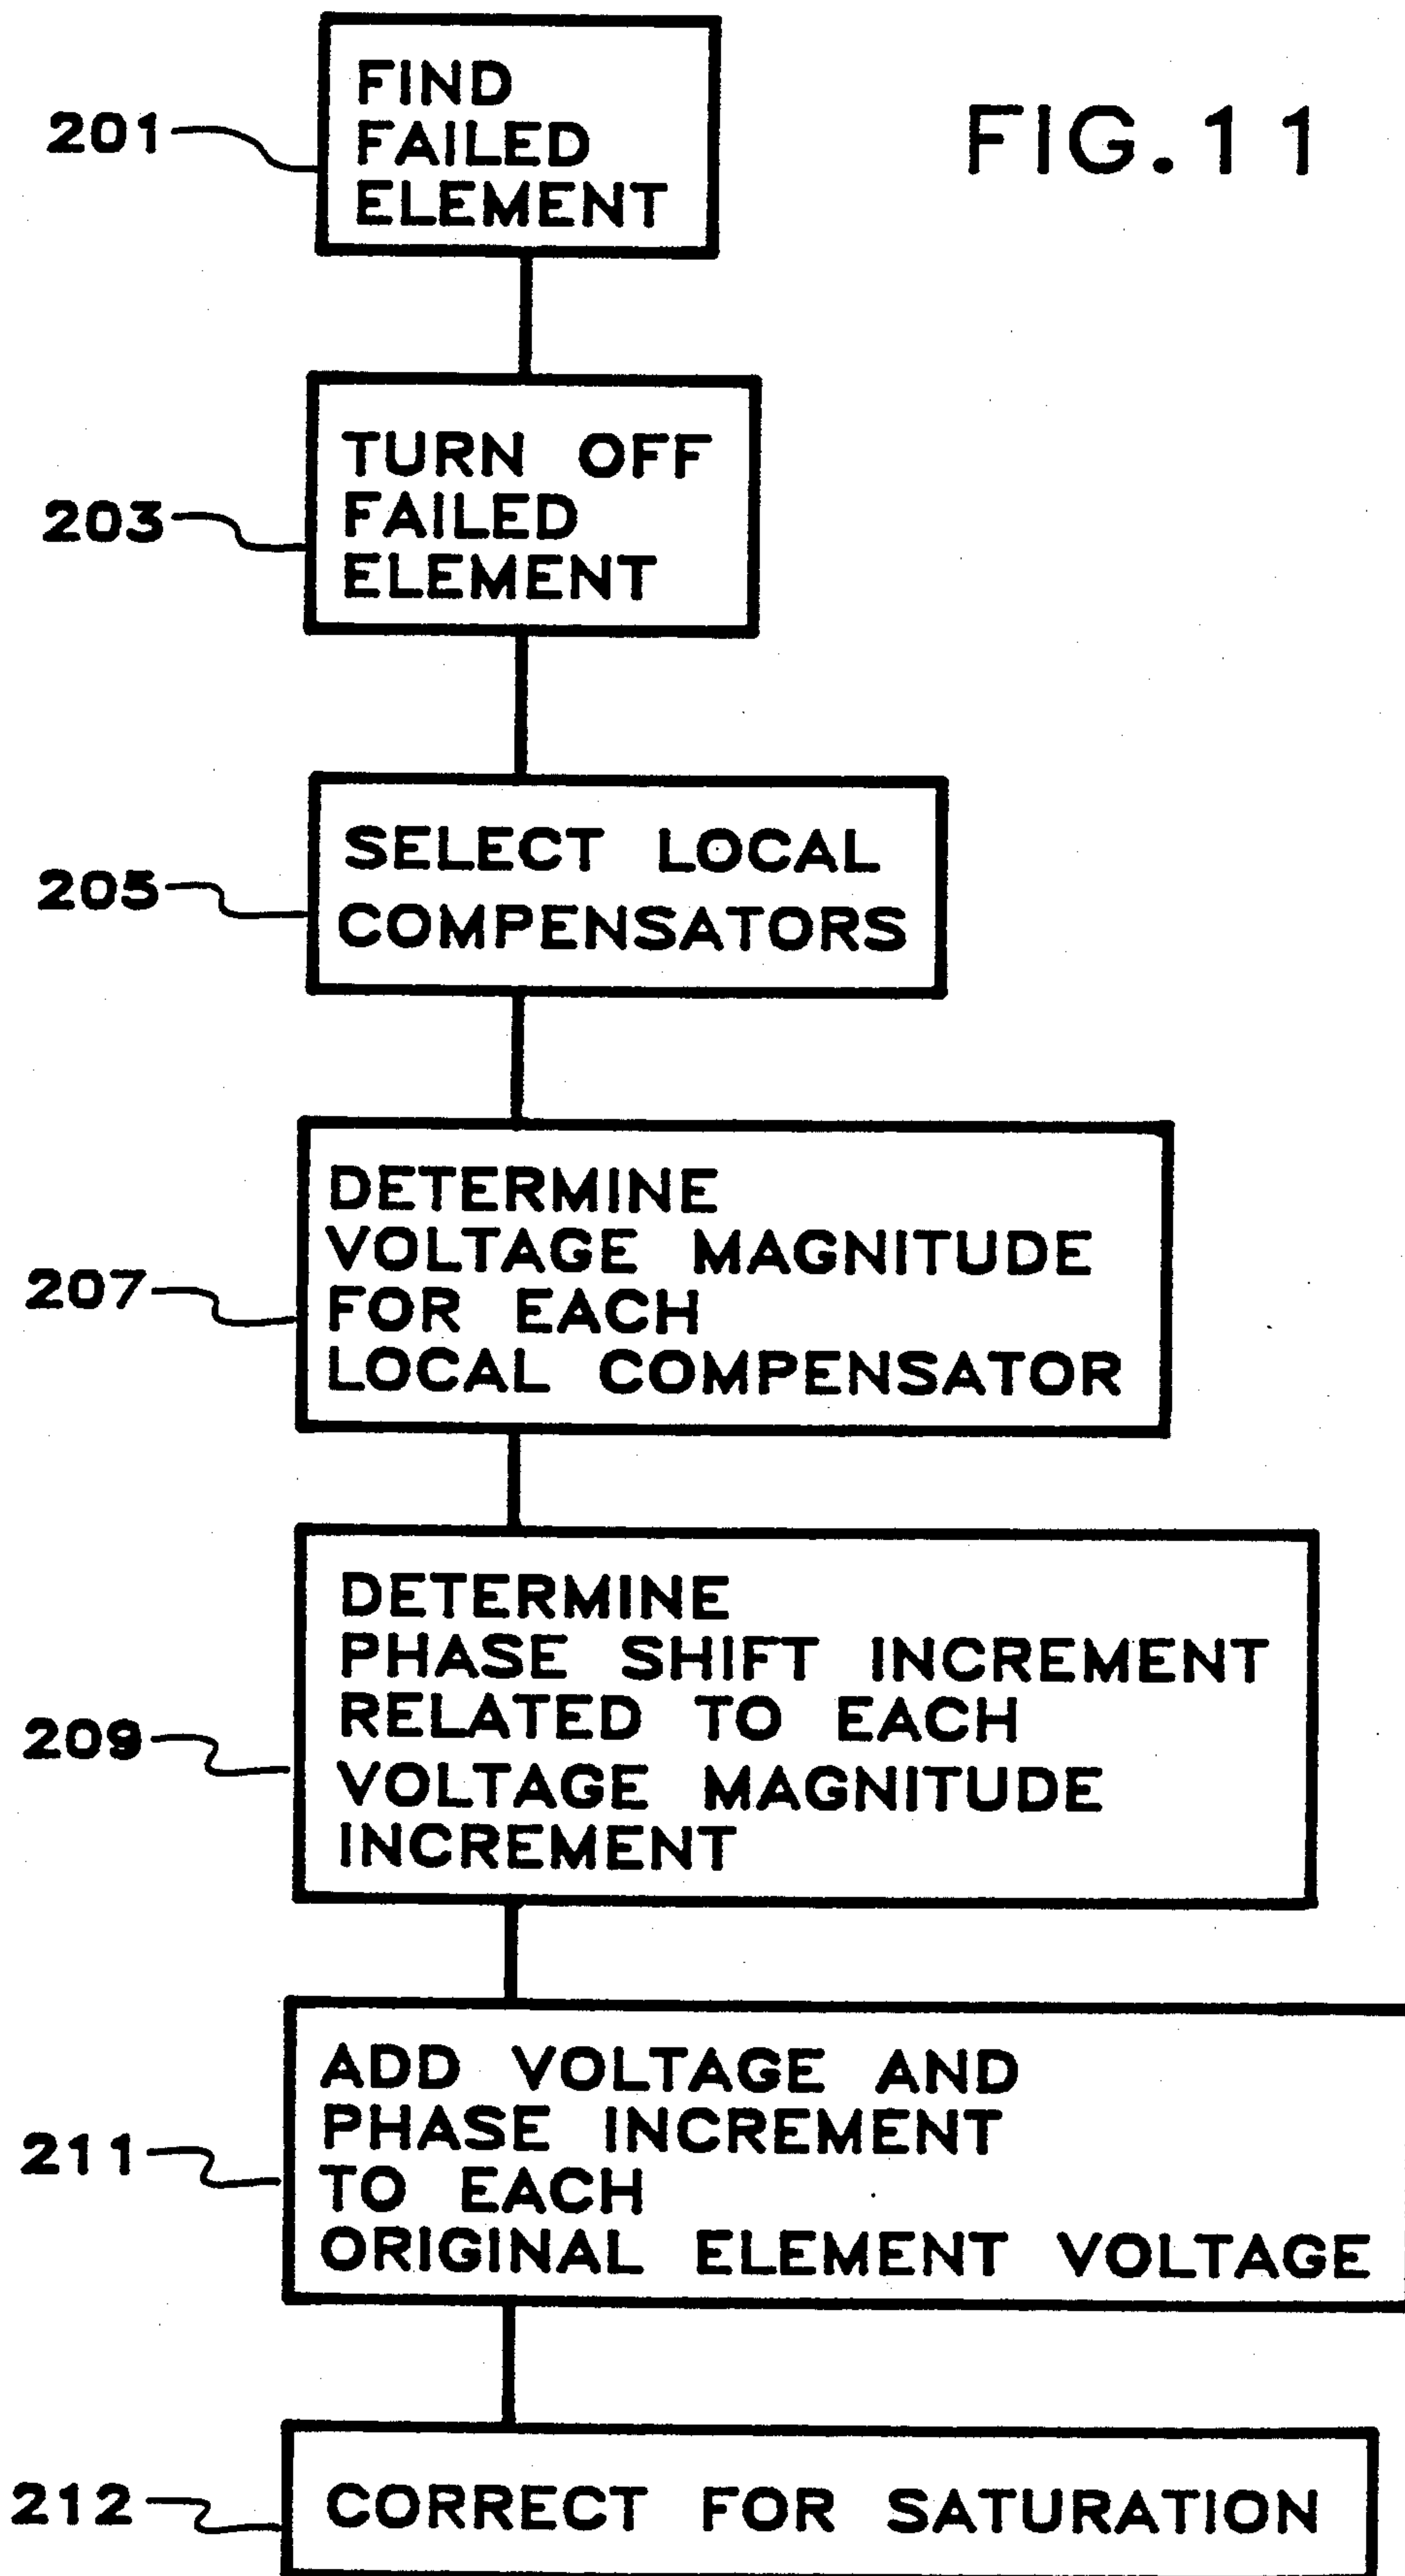 FIG.11
201
FIND
FAILED
ELEMENT
203
TURN OFF
FAILED
ELEMENT
205
SELECT LOCAL
COMPENSATORS
207
DETERMINE
VOLTAGE MAGNITUDE
FOR EACH
LOCAL COMPENSATOR
209
DETERMINE
PHASE SHIFT INCREMENT
RELATED TO EACH
VOLTAGE MAGNITUDE
INCREMENT
211
ADD VOLTAGE AND
PHASE INCREMENT
TO EACH
ORIGINAL ELEMENT VOLTAGE
212
CORRECT FOR SATURATION